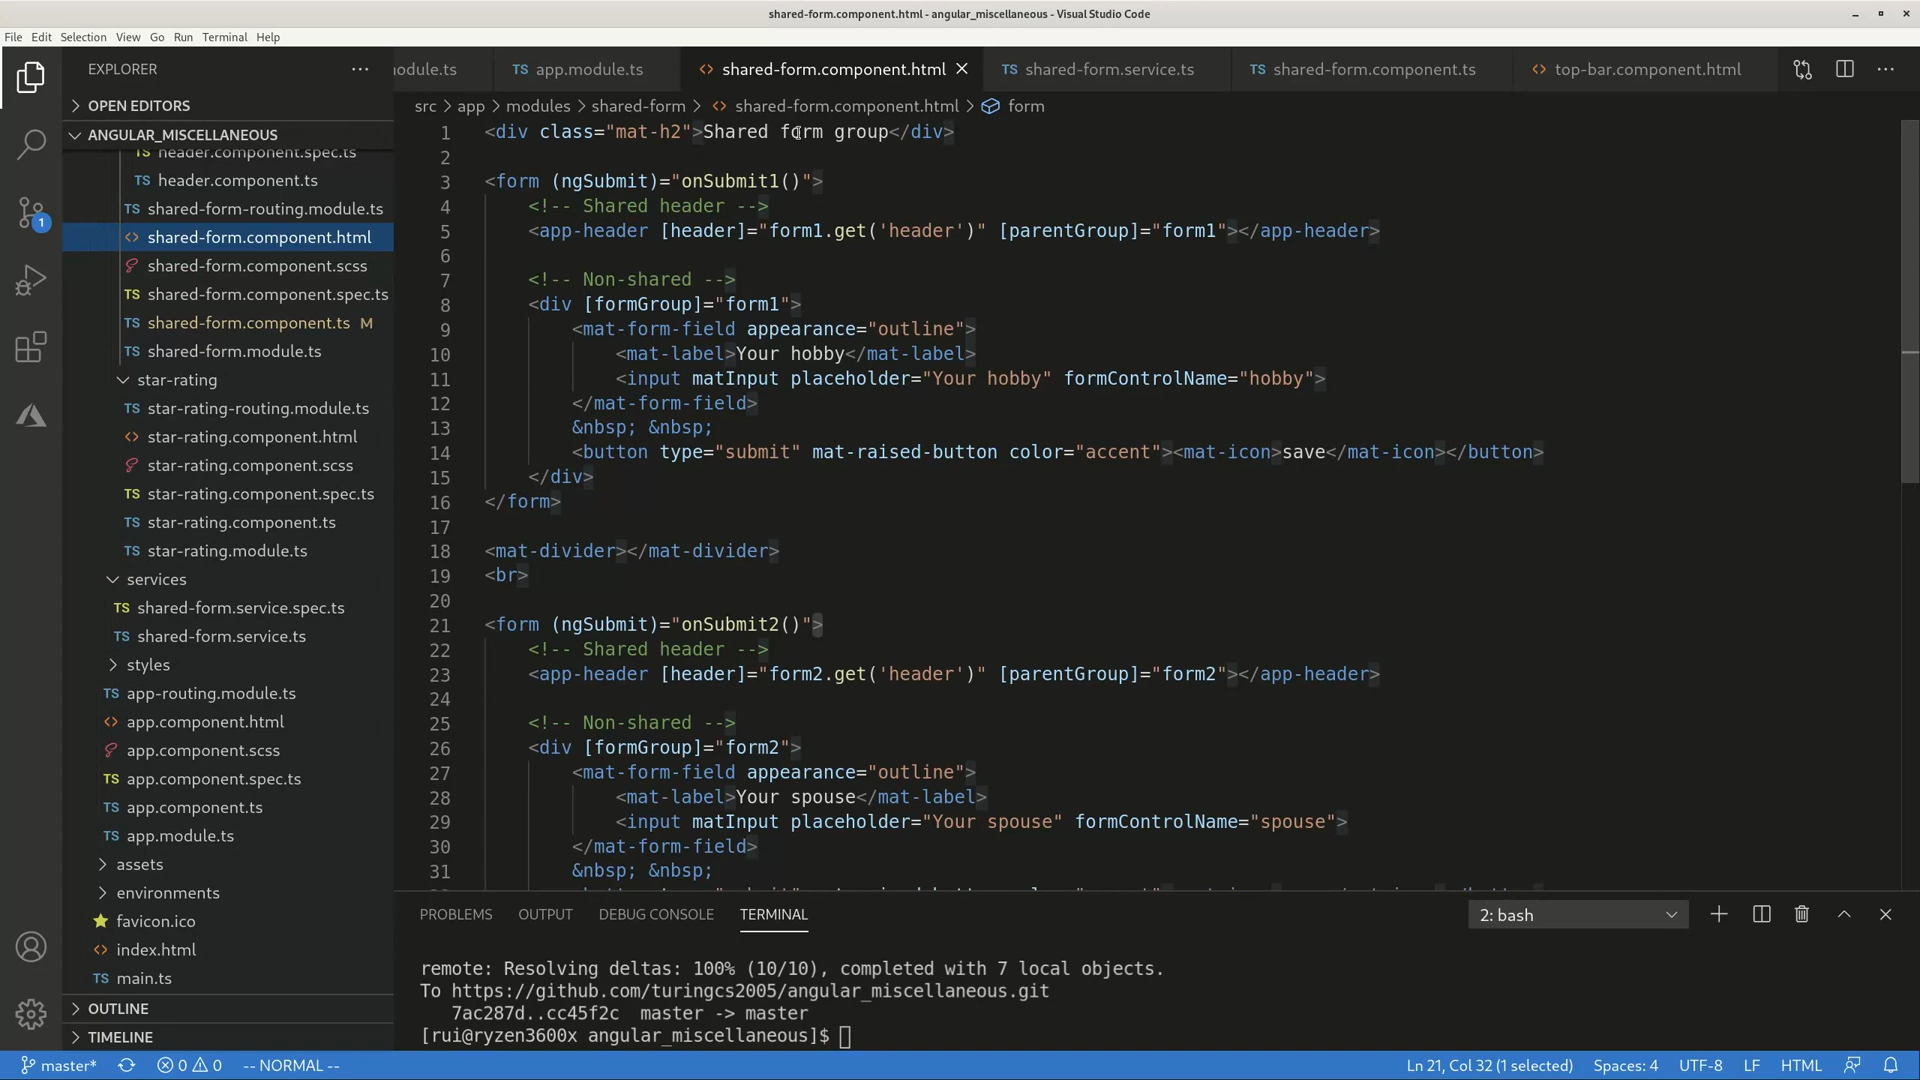 shared-form.component.html - angular_miscellaneous - Visual Studio Code
File Edit Selection View Go Run Terminal Help
EXPLORER
OPEN EDITORS
ANGULAR_MISCELLANEOUS
header.component.spec.ts
TS header.component.ts
TS shared-form-routing.module.ts
<> shared-form.component.html
shared-form.component.scss
TS shared-form.component.spec.ts
TS shared-form.component.ts M
TS shared-form.module.ts
star-rating
TS star-rating-routing.module.ts
<> star-rating.component.html
star-rating.component.scss
TS star-rating.component.spec.ts
TS star-rating.component.ts
TS star-rating.module.ts
services
TS shared-form.service.spec.ts
TS shared-form.service.ts
styles
TS app-routing.module.ts
<> app.component.html
app.component.scss
TS app.component.spec.ts
TS app.component.ts
TS app.module.ts
assets
environments
favicon.ico
<> index.html
TS main.ts
OUTLINE
TIMELINE
1
odule.ts TS app.module.ts <> shared-form.component.html TS shared-form.service.ts TS shared-form.component.ts <> top-bar.component.html
src > app > modules > shared-form > <> shared-form.component.html > form
1 <div class="mat-h2">Shared form group</div>
2
3 <form (ngSubmit)="onSubmit1()">
4 <!-- Shared header -->
5 <app-header [header]="form1.get('header')" [parentGroup]="form1"></app-header>
6
7 <!-- Non-shared -->
8 <div [formGroup]="form1">
9 <mat-form-field appearance="outline">
10 <mat-label>Your hobby</mat-label>
11 <input matInput placeholder="Your hobby" formControlName="hobby">
12 </mat-form-field>
13 &nbsp; &nbsp;
14 <button type="submit" mat-raised-button color="accent"><mat-icon>save</mat-icon></button>
15 </div>
16 </form>
17
18 <mat-divider></mat-divider>
19 <br>
20
21 <form (ngSubmit)="onSubmit2()">
22 <!-- Shared header -->
23 <app-header [header]="form2.get('header')" [parentGroup]="form2"></app-header>
24
25 <!-- Non-shared -->
26 <div [formGroup]="form2">
27 <mat-form-field appearance="outline">
28 <mat-label>Your spouse</mat-label>
29 <input matInput placeholder="Your spouse" formControlName="spouse">
30 </mat-form-field>
31 &nbsp; &nbsp;
PROBLEMS OUTPUT DEBUG CONSOLE TERMINAL 2: bash
remote: Resolving deltas: 100% (10/10), completed with 7 local objects.
To https://github.com/turingcs2005/angular_miscellaneous.git
7ac287d..cc45f2c master -> master
[rui@ryzen3600x angular_miscellaneous]$
master* 0 0 -- NORMAL -- Ln 21, Col 32 (1 selected) Spaces: 4 UTF-8 LF HTML